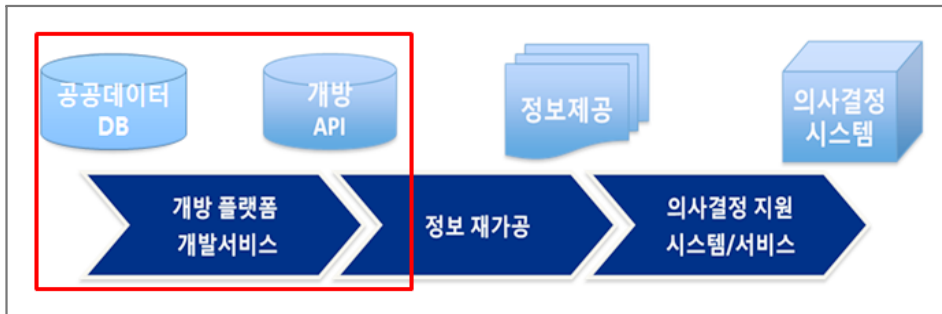 공공데이터
DB
개방
API
정보제공
의사결정
시스템
개방 플랫폼
개발서비스
정보 재가공
의사결정 지원
시스템/서비스